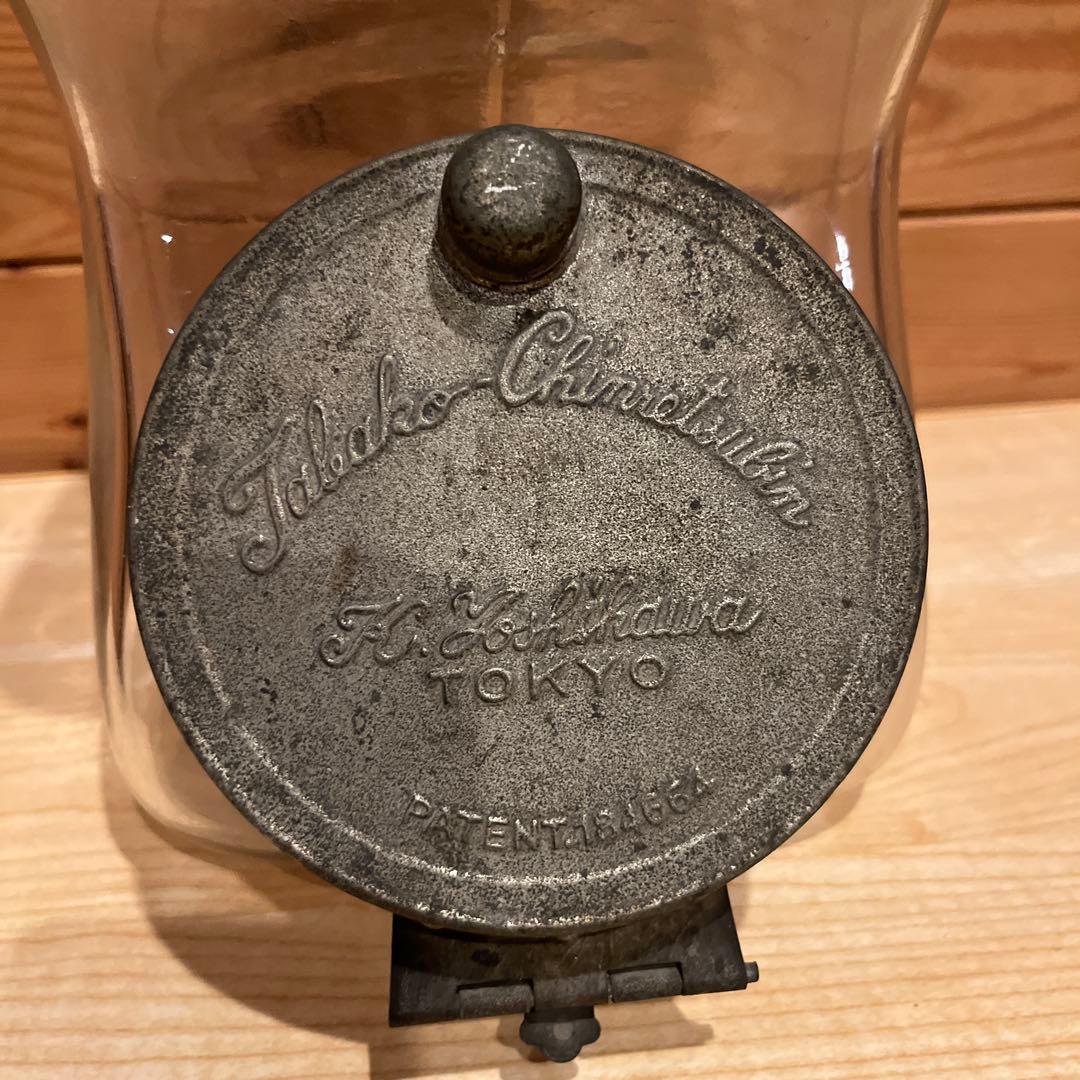 Tabako-Chinretsubin
K. Yoshikawa
TOKYO
PATENT.184664